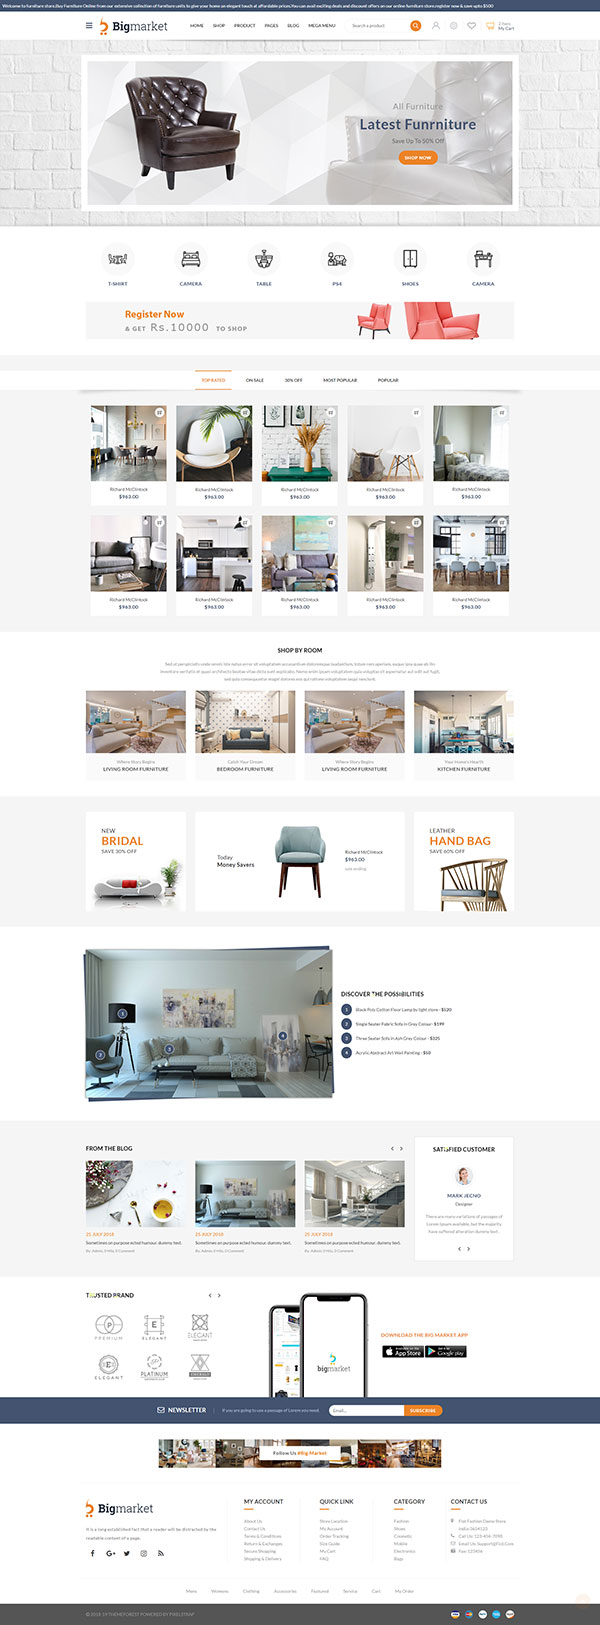 Welcome to furniture store.Buy Furniture Online from our extensive collection of furniture units to give your home an elegant touch at affordable prices.You can avail exciting deals and discount offers on our online furniture store.register now & save upto $500
Bigmarket
HOME SHOP PRODUCT PAGES BLOG MEGA MENU
Search a product
2 Items
My Cart
All Furniture
Latest Funrniture
Save Up To 50% Off
SHOP NOW
T-SHIRT CAMERA TABLE PS4 SHOES CAMERA
Register Now
& GET Rs.10000 TO SHOP
TOP RATED ON SALE 50% OFF MOST POPULAR POPULAR
Richard McClintock Richard McClintock Richard McClintock Richard McClintock Richard McClintock
$963.00 $963.00 $963.00 $963.00 $963.00
Richard McClintock Richard McClintock Richard McClintock Richard McClintock Richard McClintock
$963.00 $963.00 $963.00 $963.00 $963.00
SHOP BY ROOM
Where Story Begins Catch Your Dream Where Story Begins Your Home's Hearth
LIVING ROOM FURNITURE BEDROOM FURNITURE LIVING ROOM FURNITURE KITCHEN FURNITURE
NEW
BRIDAL
SAVE 30% OFF
Today
Money Savers
Richard McClintock
$963.00
LEATHER
HAND BAG
SAVE 60% OFF
DISCOVER THE POSSIBILITIES
1 Black Poly Cotton Floor Lamp by light store - $520
2 Single Seater Fabric Sofa in Grey Colour - $199
3 Three Seater Sofa in Ash Grey Colour - $325
4 Acrylic Abstract Art Wall Painting - $50
1
2
3
4
FROM THE BLOG
25 JULY 2018 25 JULY 2018 25 JULY 2018
Sometimes on purpose ected humour. dummy text. Sometimes on purpose ected humour. dummy text. Sometimes on purpose ected humour. dummy text.
By: Admin, 0 Hits, 0 Comment By: Admin, 0 Hits, 0 Comment By: Admin, 0 Hits, 0 Comment
SATISFIED CUSTOMER
MARK JECNO
Designer
There are many variations of passages of
Lorem Ipsum available, but the majority
have suffered alteration dummy text.
TRUSTED BRAND
P
PREMIUM
E
ELEGANT
ELEGANT
E
ELEGANT
PLATINUM
bigmarket
DOWNLOAD THE BIG MARKET APP
App Store
Google play
NEWSLETTER
If you are going to use a passage of Lorem you need.
Email...
SUBSCRIBE
Follow Us #Big Market
Bigmarket
It is a long established fact that a reader will be distracted by the
readable content of a page.
MY ACCOUNT
About Us
Contact Us
Terms & Conditions
Returns & Exchanges
Secure Shopping
Shipping & Delivery
QUICK LINK
Store Location
My Account
Order Tracking
Size Guide
My Cart
FAQ
CATEGORY
Fashion
Shoes
Cosmetic
Mobile
Electronics
Bags
CONTACT US
Flat Fashion Demo Store
India-3654123
Call Us: 123-456-7898
Email Us: Support@Fiot.Com
Fax: 123456
Mens Womens Clothing Accessories Featured Service Cart My Order
© 2018-19 THEMEFOREST POWERED BY PIXELSTRAP